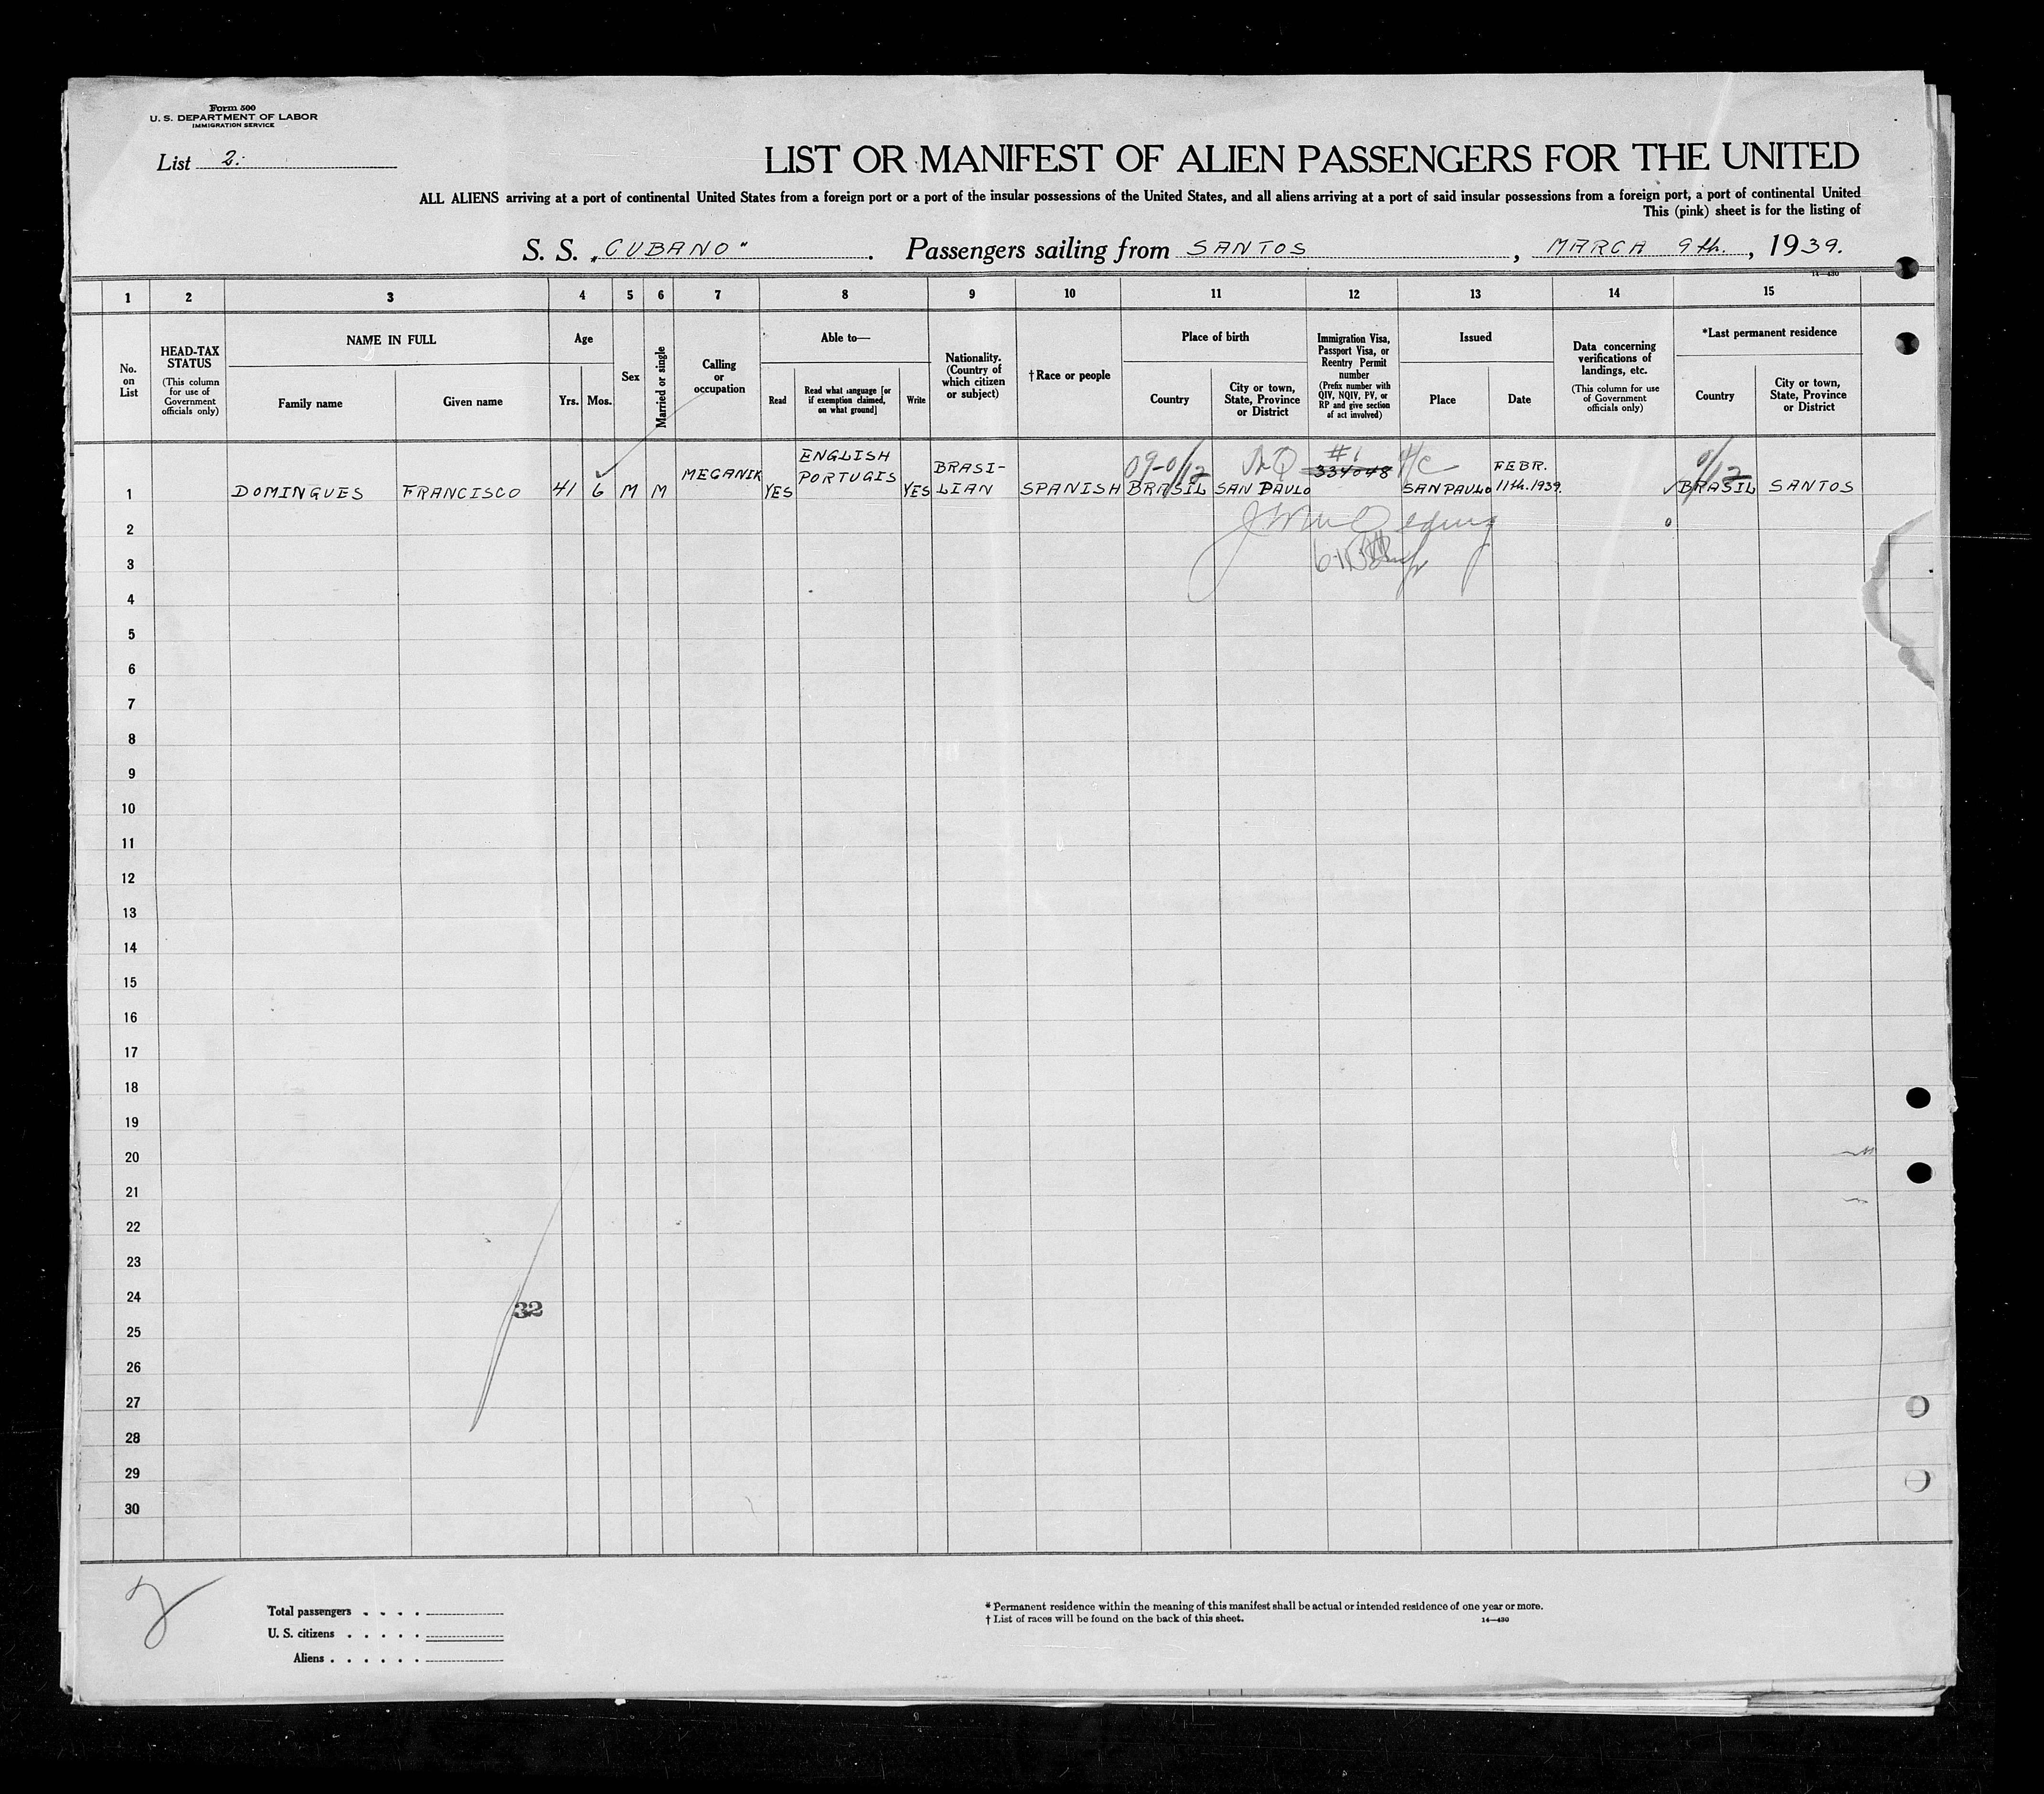 Form 500
U. S. DEPARTMENT OF LABOR
IMMIGRATION SERVICE
List 2.
LIST OR MANIFEST OF ALIEN PASSENGERS FOR THE UNITED
ALL ALIENS arriving at a port of continental United States from a foreign port or a port of the insular possessions of the United States, and all aliens arriving at a port of said insular possessions from a foreign port, a port of continental United
This (pink) sheet is for the listing of
S. S. „CUBANO". Passengers sailing from SANTOS, MARCH 9th., 1939.
14—430
1 2 3 4 5 6 7 8 9 10 11 12 13 14 15
No. on List
HEAD-TAX STATUS
(This column for use of Government officials only)
NAME IN FULL
Family name
Given name
Age
Yrs. Mos.
Sex
Married or single
Calling or occupation
Able to—
Read
Read what language [or if exemption claimed, on what ground]
Write
Nationality. (Country of which citizen or subject)
†Race or people
Place of birth
Country
City or town, State, Province or District
Immigration Visa, Passport Visa, or Reentry Permit number
(Prefix number with QIV, NQIV, PV, or RP and give section of act involved)
Issued
Place
Date
Data concerning verifications of landings, etc.
(This column for use of Government officials only)
*Last permanent residence
Country
City or town, State, Province or District
09-0/12 #1 0/12
1 DOMINGUES FRANCISCO 41 6 M M MECANIK YES ENGLISH PORTUGIS YES BRASI-LIAN SPANISH BRASIL SAN PAULO 334048 SAN PAULO FEBR. 11th.1939. BRASIL SANTOS
2
3
4
5
6
7
8
9
10
11
12
13
14
15
16
17
18
19
20
21
22
23
24
32
25
26
27
28
29
30
2
Total passengers
U. S. citizens
Aliens
* Permanent residence within the meaning of this manifest shall be actual or intended residence of one year or more.
† List of races will be found on the back of this sheet.
14—430